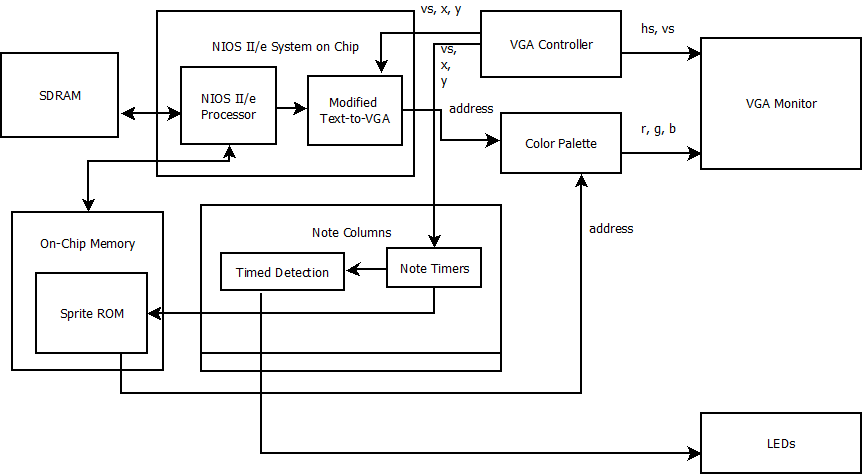 vs, x, y
NIOS II/e System on Chip
VGA Controller
hs, vs
vs,
x,
y
SDRAM
NIOS II/e
Processor
Modified
Text-to-VGA
address
VGA Monitor
Color Palette
r, g, b
address
Note Columns
On-Chip Memory
Timed Detection
Note Timers
Sprite ROM
LEDs